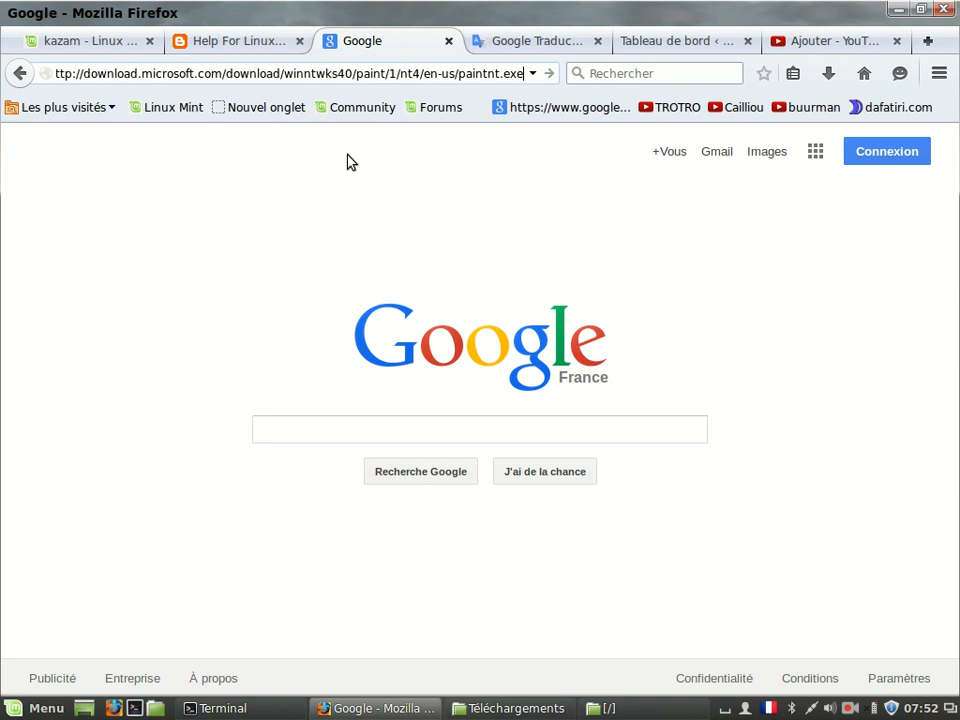 Google - Mozilla Firefox
kazam - Linux ...
Help For Linux...
Google
Google Traduc...
Tableau de bord ‹ ...
Ajouter - YouT...
ttp://download.microsoft.com/download/winntwks40/paint/1/nt4/en-us/paintnt.exe
Rechercher
Les plus visités
Linux Mint
Nouvel onglet
Community
Forums
https://www.google...
TROTRO
Cailliou
buurman
dafatiri.com
+Vous
Gmail
Images
Connexion
Google
France
Recherche Google
J'ai de la chance
Publicité
Entreprise
À propos
Confidentialité
Conditions
Paramètres
Menu
Terminal
Google - Mozilla ...
Téléchargements
[/]
07:52